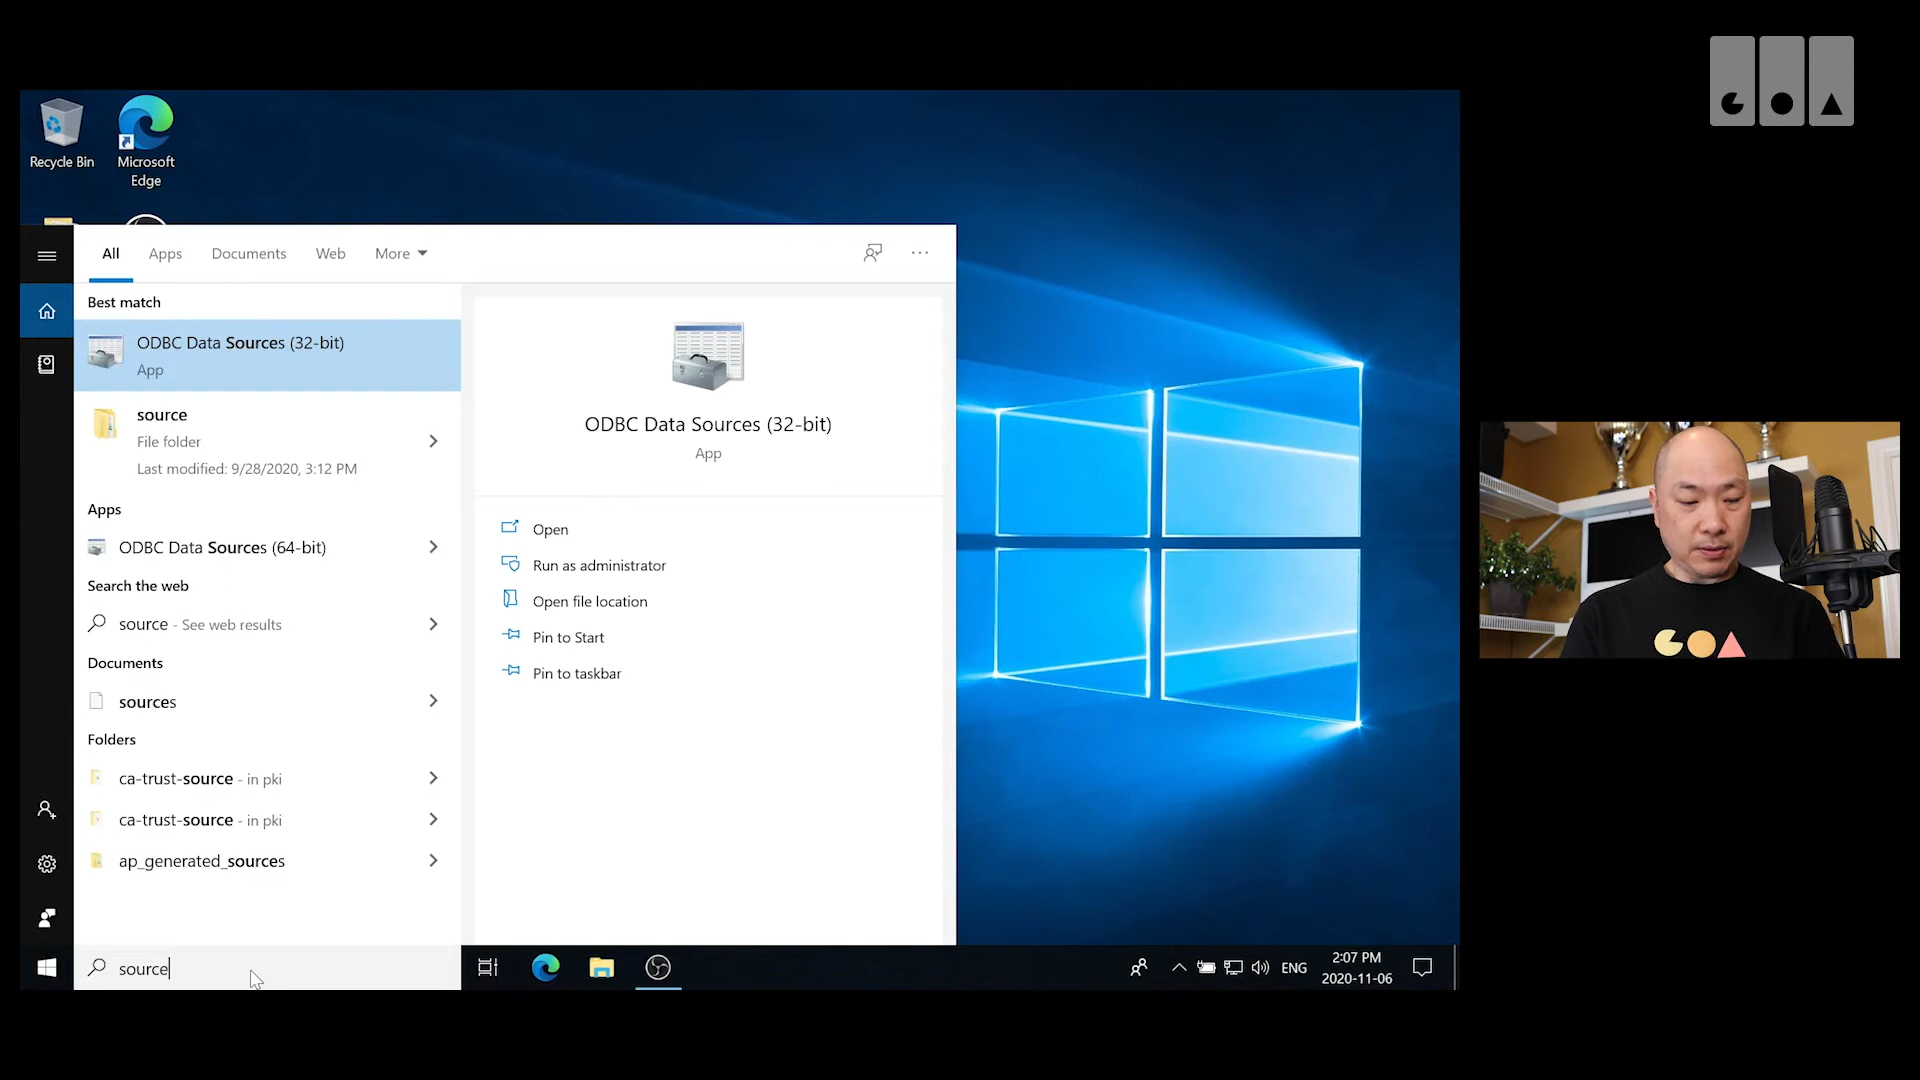 Recycle Bin
Microsoft
Edge
All
Apps
Documents
Web
More
Best match
ODBC Data Sources (32-bit)
App
source
File folder
Last modified: 9/28/2020, 3:12 PM
Apps
ODBC Data Sources (64-bit)
Search the web
source - See web results
Documents
sources
Folders
ca-trust-source - in pki
ca-trust-source - in pki
ap_generated_sources
source
ODBC Data Sources (32-bit)
App
Open
Run as administrator
Open file location
Pin to Start
Pin to taskbar
ENG
2:07 PM
2020-11-06